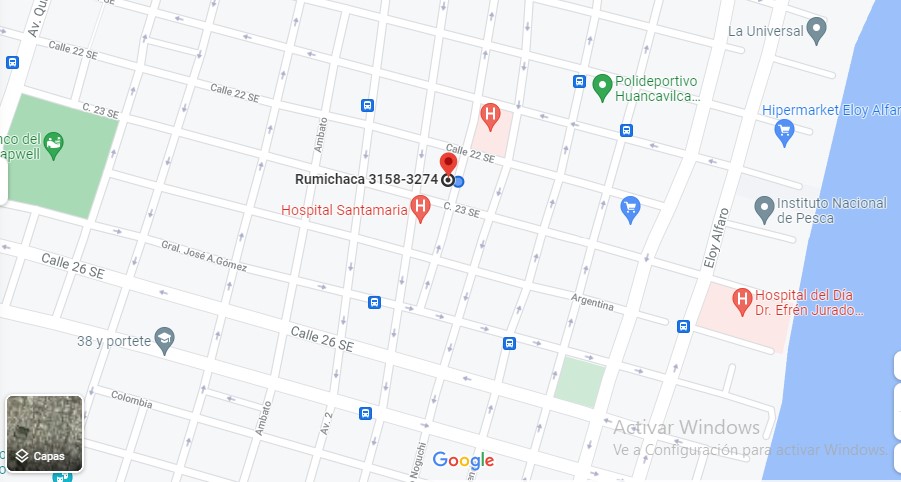 Av. Qu
La Universal
Calle 22 SE
Calle 22 SE
Polideportivo
Huancavilca...
C. 23 SE
Hipermarket Eloy Alfar
Ambato
nco del
apwell
Calle 22 SE
Rumichaca 3158-3274
Hospital Santamaria
C. 23 SE
Instituto Nacional
de Pesca
Eloy Alfaro
Gral. José A.Gómez
Calle 26 SE
Hospital del Día
Dr. Efrén Jurado...
Argentina
38 y portete
Calle 26 SE
Colombia
Ambato
Av. 2
Noguchi
Activar Windows
Ve a Configuración para activar Windows.
Capas
Google